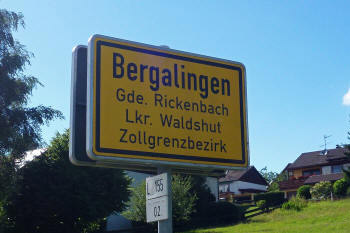 Bergalingen
Gde. Rickenbach
Lkr. Waldshut
Zollgrenzbezirk
L 155
02